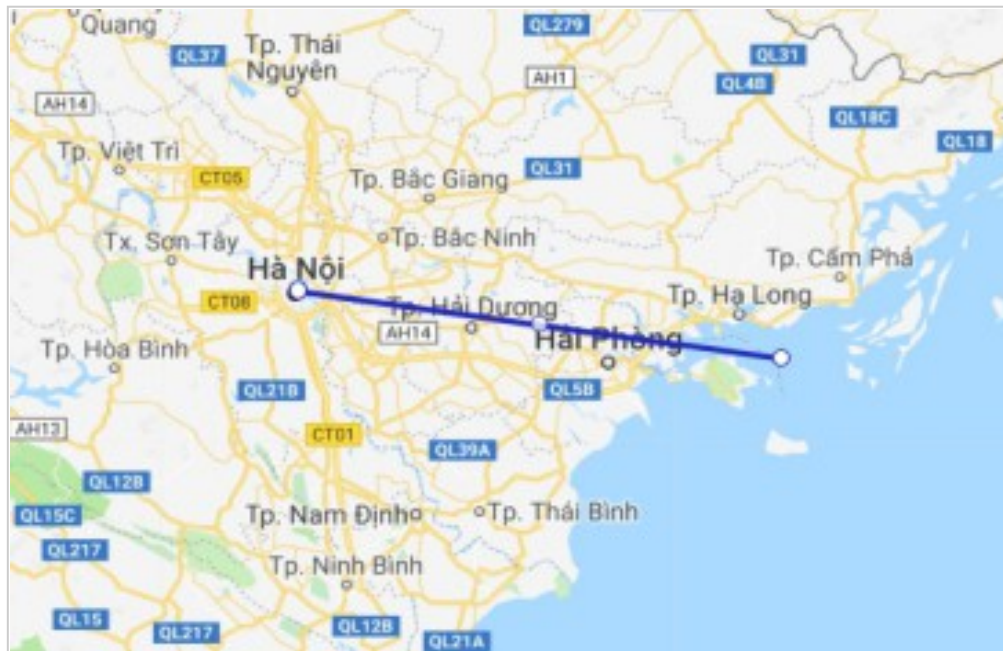 Quang
QL37
Tp. Thái
Nguyên
QL279
AH1
QL31
QL4B
AH14
QL18C
QL18
Tp. Việt Trì
CT05
QL31
Tp. Bắc Giang
Tx. Sơn Tây
Tp. Bắc Ninh
Hà Nội
Tp. Cẩm Phả
CT08
Tp. Hải Dương
Tp. Hạ Long
AH14
Hải Phòng
Tp. Hòa Bình
QL21B
QL5B
AH13
CT01
QL39A
QL12B
QL15C
Tp. Nam Định
Tp. Thái Bình
QL217
Tp. Ninh Bình
QL15
QL217
QL12B
QL21A